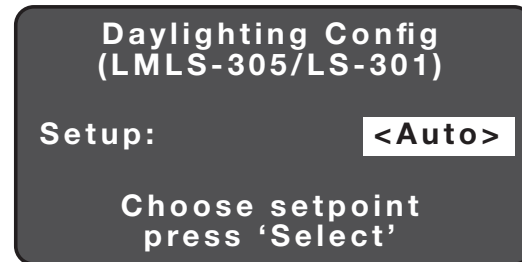 Daylighting Config
(LMLS-305/LS-301)
Setup: <Auto>
Choose setpoint
press ‘Select’